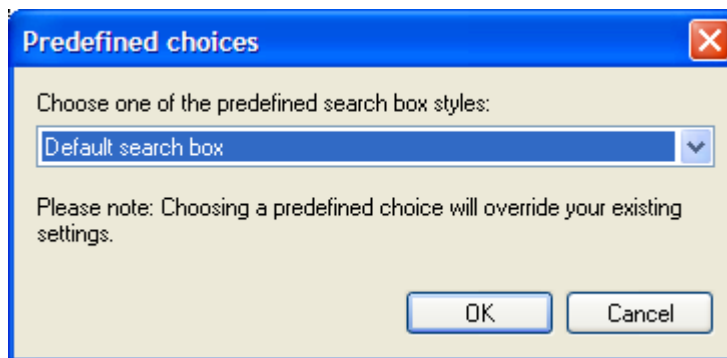 Predefined choices
Choose one of the predefined search box styles:
Default search box
Please note: Choosing a predefined choice will override your existing
settings.
OK Cancel